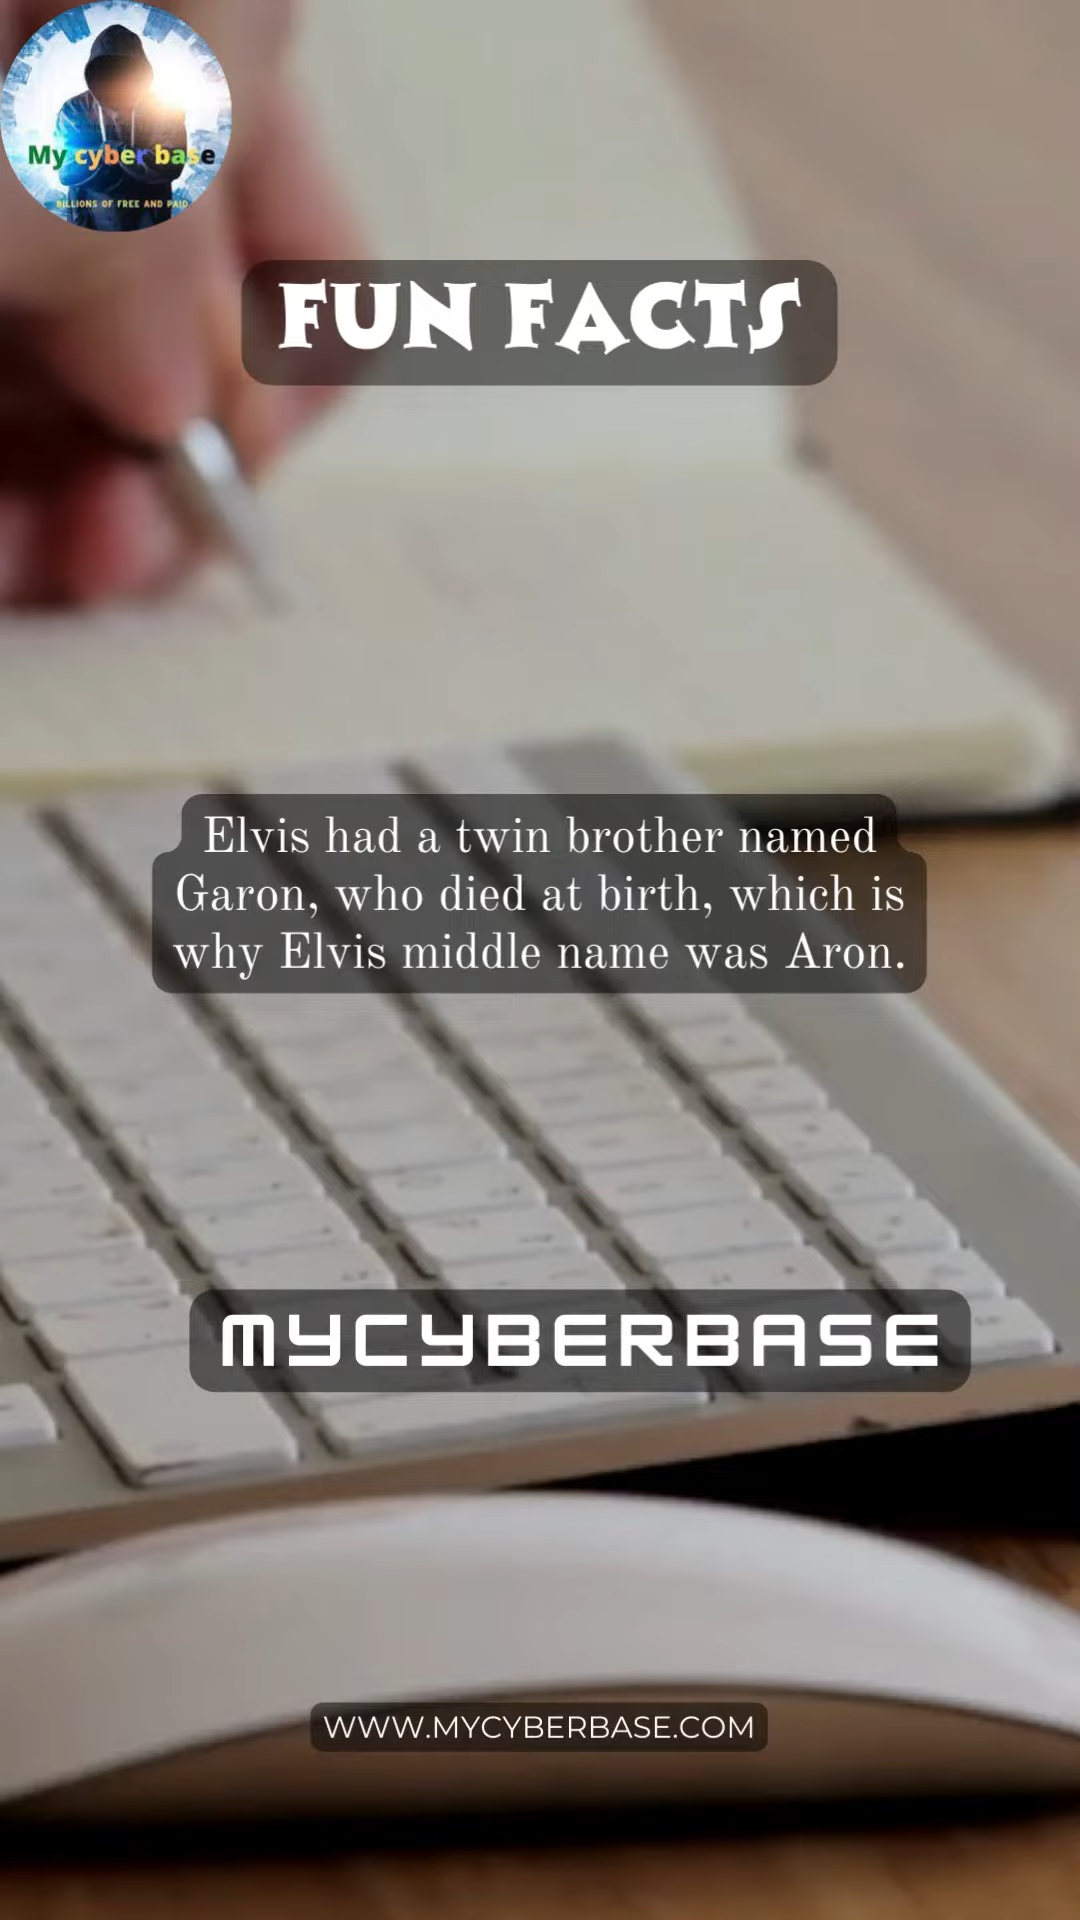 My cyber base
BILLIONS OF FREE AND PAID
FUN FACTS
Elvis had a twin brother named
Garon, who died at birth, which is
why Elvis middle name was Aron.
MYCYBERBASE
WWW.MYCYBERBASE.COM